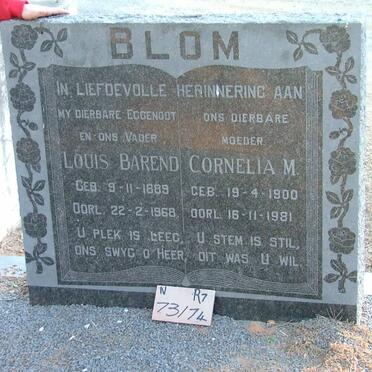 BLOM
IN LIEFDEVOLLE HERINNERING AAN
MY DIERBARE EGGENOOT
EN ONS VADER
LOUIS BAREND
GEB. 9-11-1889
OORL. 22-2-1968
U PLEK IS LEEG,
ONS SWYG O' HEER,
ONS DIERBARE
MOEDER
CORNELIA M.
GEB. 19-4-1900
OORL. 16-11-1981
U STEM IS STIL,
DIT WAS U WIL.
N R7
73/74